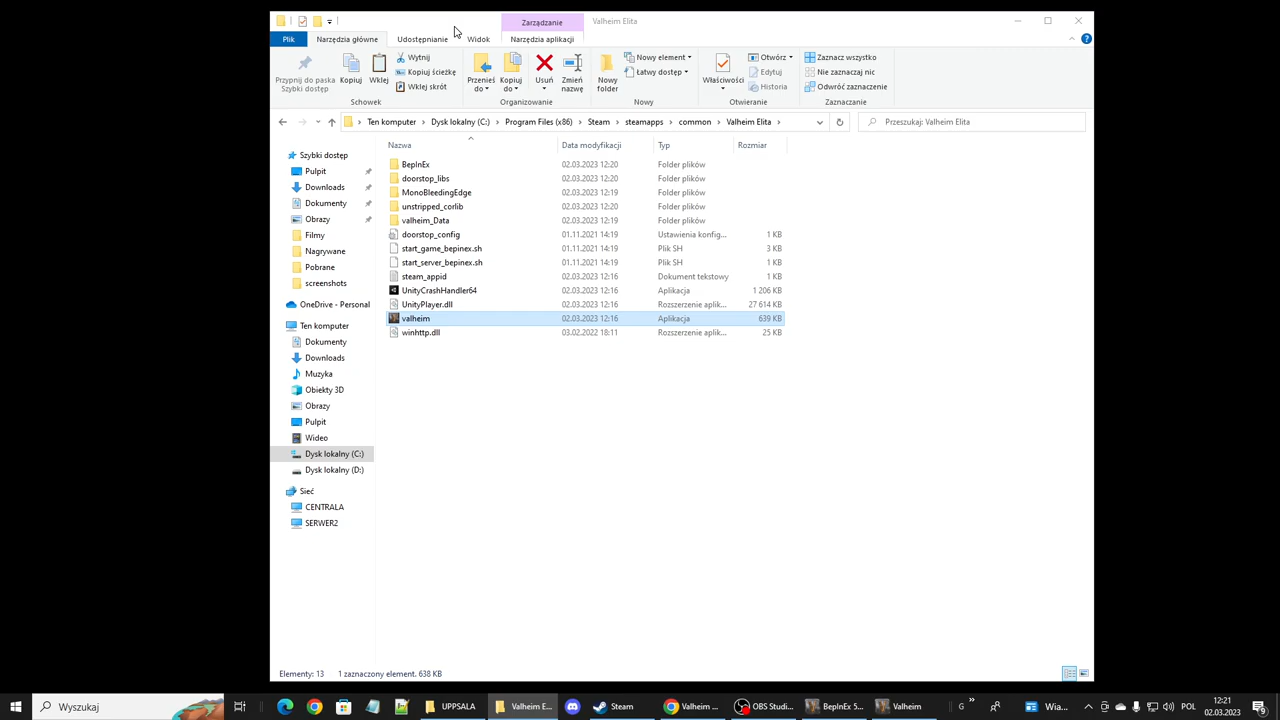 Zarządzanie Valheim Elita
Plik Narzędzia główne Udostępnianie Widok Narzędzia aplikacji
Przypnij do paska Szybki dostęp
Kopiuj
Wklej
Wytnij
Kopiuj ścieżkę
Wklej skrót
Schowek
Przenieś do
Kopiuj do
Usuń
Zmień nazwę
Organizowanie
Nowy folder
Nowy element
Łatwy dostęp
Nowy
Właściwości
Otwórz
Edytuj
Historia
Otwieranie
Zaznacz wszystko
Nie zaznaczaj nic
Odwróć zaznaczenie
Zaznaczanie
Ten komputer > Dysk lokalny (C:) > Program Files (x86) > Steam > steamapps > common > Valheim Elita >
Przeszukaj: Valheim Elita
Szybki dostęp
Pulpit
Downloads
Dokumenty
Obrazy
Filmy
Nagrywane
Pobrane
screenshots
OneDrive - Personal
Ten komputer
Dokumenty
Downloads
Muzyka
Obiekty 3D
Obrazy
Pulpit
Wideo
Dysk lokalny (C:)
Dysk lokalny (D:)
Sieć
CENTRALA
SERWER2
Nazwa Data modyfikacji Typ Rozmiar
BepInEx 02.03.2023 12:20 Folder plików
doorstop_libs 02.03.2023 12:20 Folder plików
MonoBleedingEdge 02.03.2023 12:19 Folder plików
unstripped_corlib 02.03.2023 12:20 Folder plików
valheim_Data 02.03.2023 12:19 Folder plików
doorstop_config 01.11.2021 14:19 Ustawienia konfig... 1 KB
start_game_bepinex.sh 01.11.2021 14:19 Plik SH 3 KB
start_server_bepinex.sh 01.11.2021 14:19 Plik SH 1 KB
steam_appid 02.03.2023 12:16 Dokument tekstowy 1 KB
UnityCrashHandler64 02.03.2023 12:16 Aplikacja 1 206 KB
UnityPlayer.dll 02.03.2023 12:16 Rozszerzenie aplik... 27 614 KB
valheim 02.03.2023 12:16 Aplikacja 639 KB
winhttp.dll 03.02.2022 18:11 Rozszerzenie aplik... 25 KB
Elementy: 13 1 zaznaczony element. 638 KB
Wyszukaj UPPSALA Valheim E... Steam Valheim ... OBS Studi... BepInEx 5... Valheim G » Wia... POL 12:21
02.03.2023